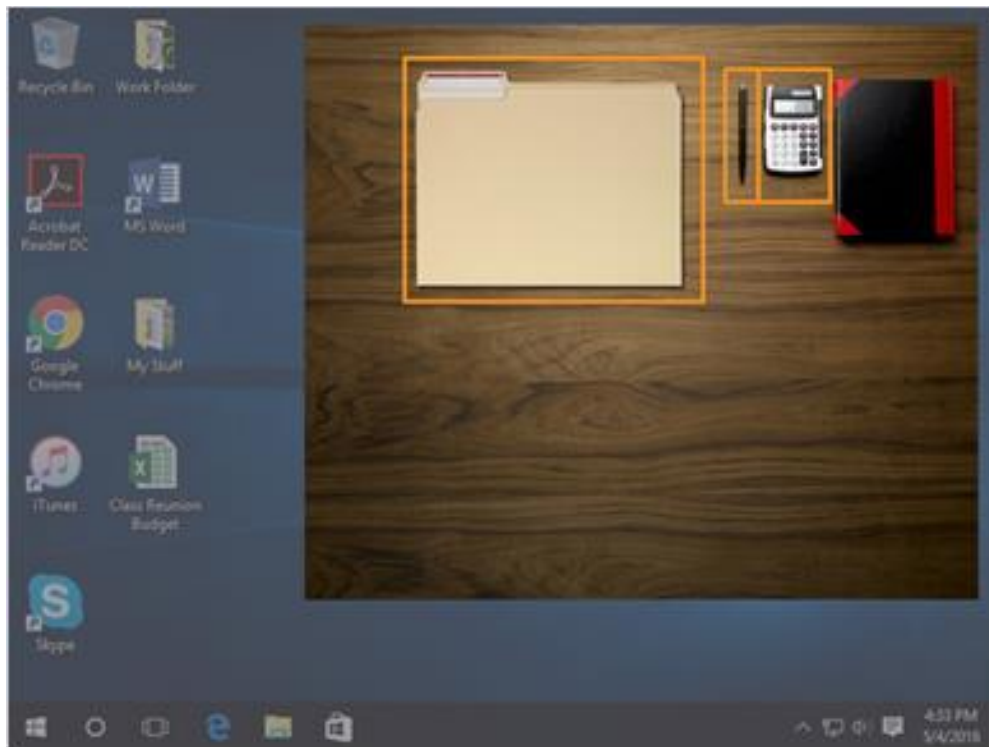 Recycle Bin
Work Folder
Acrobat
Reader DC
W
MS Word
Google
Chrome
My Stuff
iTunes
X
Class Reunion
Budget
S
Skype
4:33 PM
5/4/2016